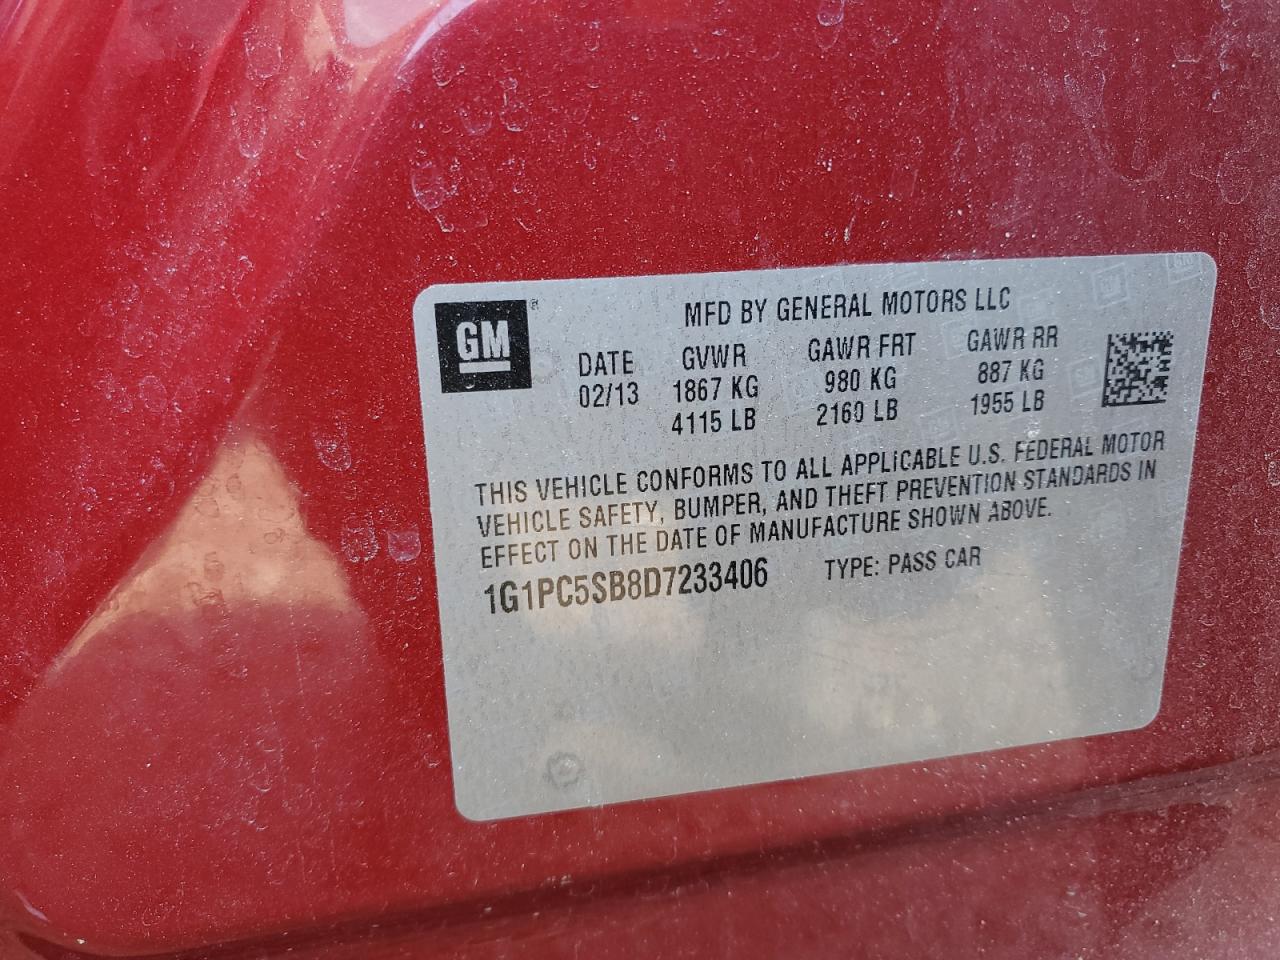 GM
MFD BY GENERAL MOTORS LLC
DATE GVWR GAWR FRT GAWR RR
02/13 1867 KG 980 KG 887 KG
4115 LB 2160 LB 1955 LB
THIS VEHICLE CONFORMS TO ALL APPLICABLE U.S. FEDERAL MOTOR
VEHICLE SAFETY, BUMPER, AND THEFT PREVENTION STANDARDS IN
EFFECT ON THE DATE OF MANUFACTURE SHOWN ABOVE.
1G1PC5SB8D7233406 TYPE: PASS CAR